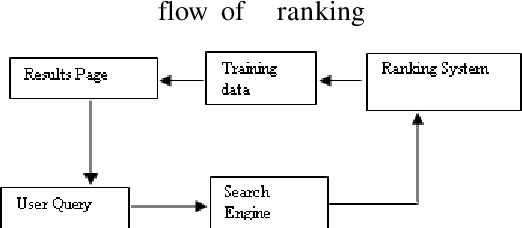 flow of ranking
Results Page
Training
data
Ranking System
User Query
Search
Engine